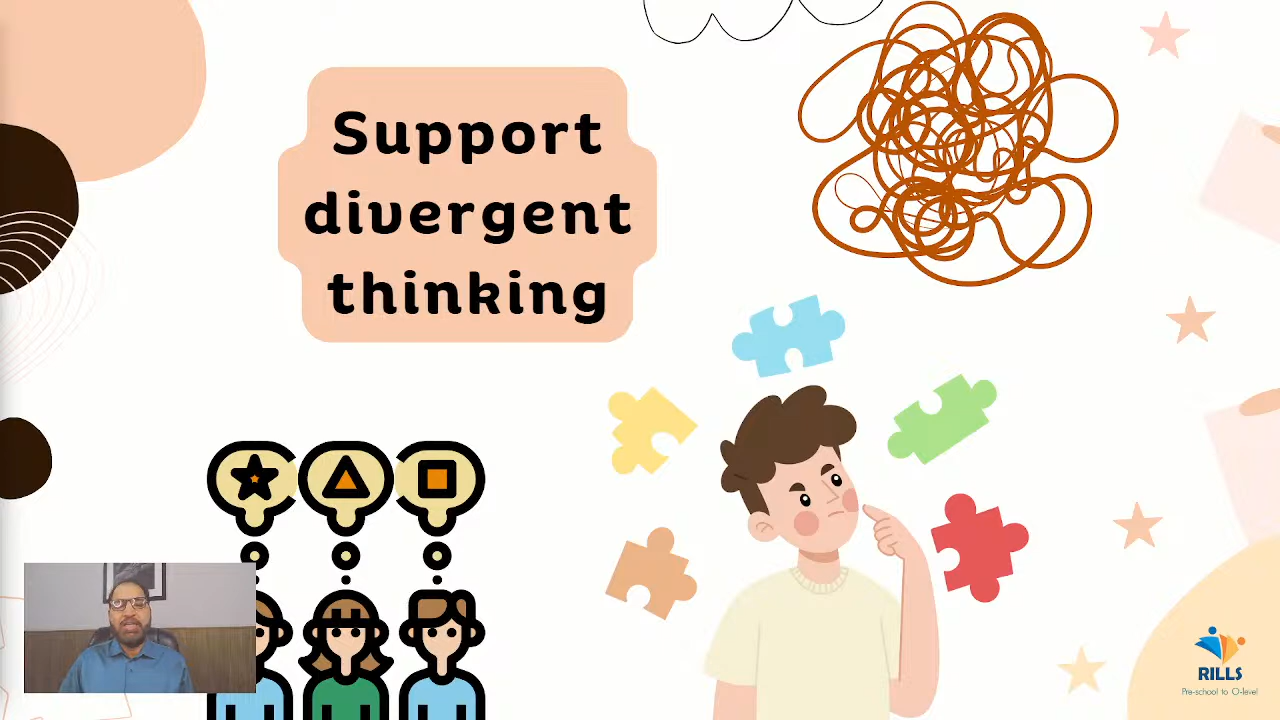 Support
divergent
thinking
RILLS
Pre-school to O-level